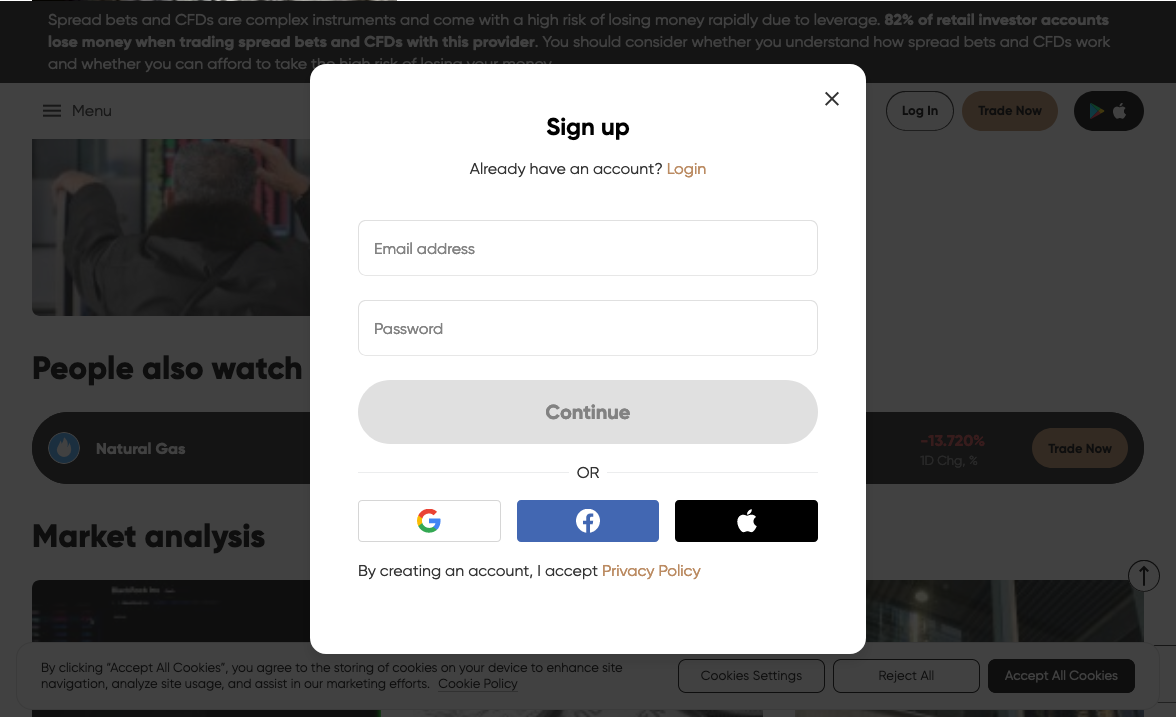 Spread bets and CFDs are complex instruments and come with a high risk of losing money rapidly due to leverage. 82% of retail investor accounts
lose money when trading spread bets and CFDs with this provider. You should consider whether you understand how spread bets and CFDs work
and whether you can afford to take the high risk of losing your money.
Menu
Log In
Trade Now
Sign up
Already have an account? Login
Email address
Password
Continue
OR
By creating an account, I accept Privacy Policy
People also watch
Natural Gas
-13.720%
1D Chg, %
Trade Now
Market analysis
By clicking “Accept All Cookies”, you agree to the storing of cookies on your device to enhance site
navigation, analyze site usage, and assist in our marketing efforts. Cookie Policy
Cookies Settings
Reject All
Accept All Cookies